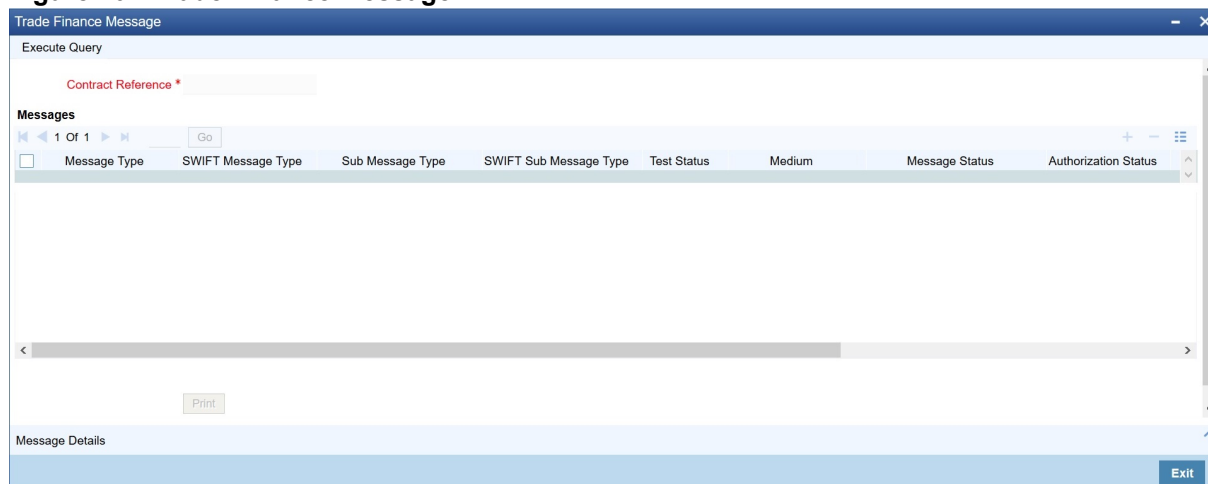 Trade Finance Message
Execute Query
Contract Reference *
Messages
1 Of 1 Go
Message Type SWIFT Message Type Sub Message Type SWIFT Sub Message Type Test Status Medium Message Status Authorization Status
Print
Message Details
Exit